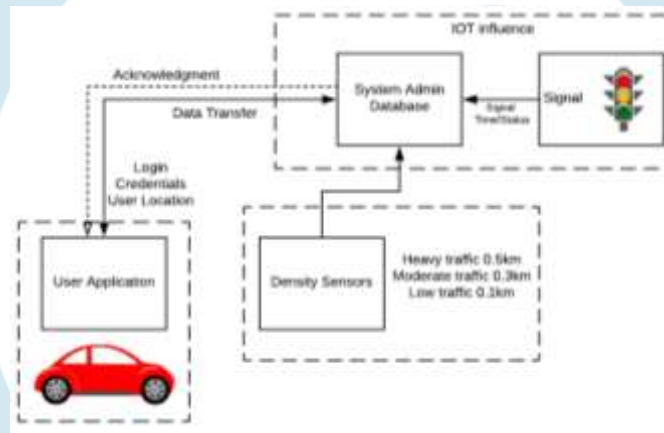 IOT influence
Acknowledgment
System Admin
Database
Signal
Signal
Time/Status
Data Transfer
Login
Credentials
User Location
User Application
Density Sensors
Heavy traffic 0.5km
Moderate traffic 0.3km
Low traffic 0.1km